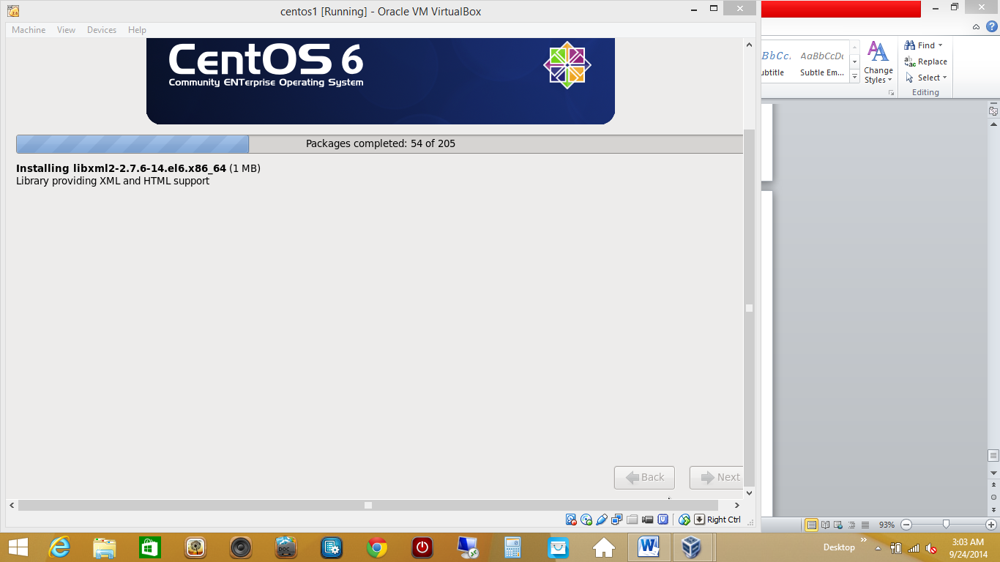 centos1 [Running] - Oracle VM VirtualBox
Machine View Devices Help
CentOS 6
Community ENTerprise Operating System
Packages completed: 54 of 205
Installing libxml2-2.7.6-14.el6.x86_64 (1 MB)
Library providing XML and HTML support
Back Next
Right Ctrl
AaBbCcDc
ubtitle Subtle Em...
Change Styles
Find
Replace
Select
Editing
93%
DOC
Desktop
3:03 AM
9/24/2014